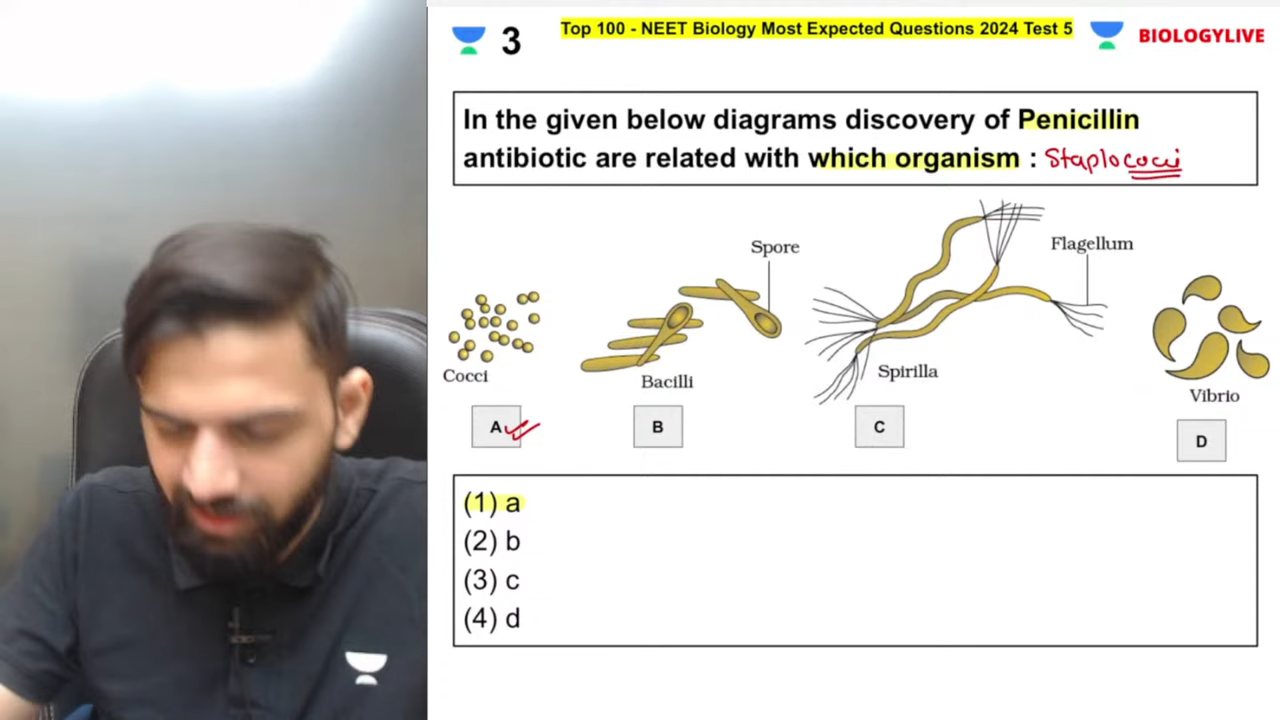 3
Top 100 - NEET Biology Most Expected Questions 2024 Test 5
BIOLOGYLIVE
In the given below diagrams discovery of Penicillin
antibiotic are related with which organism : Staplococci
Spore
Flagellum
Cocci
Bacilli
Spirilla
Vibrio
A
B
C
D
(1) a
(2) b
(3) c
(4) d